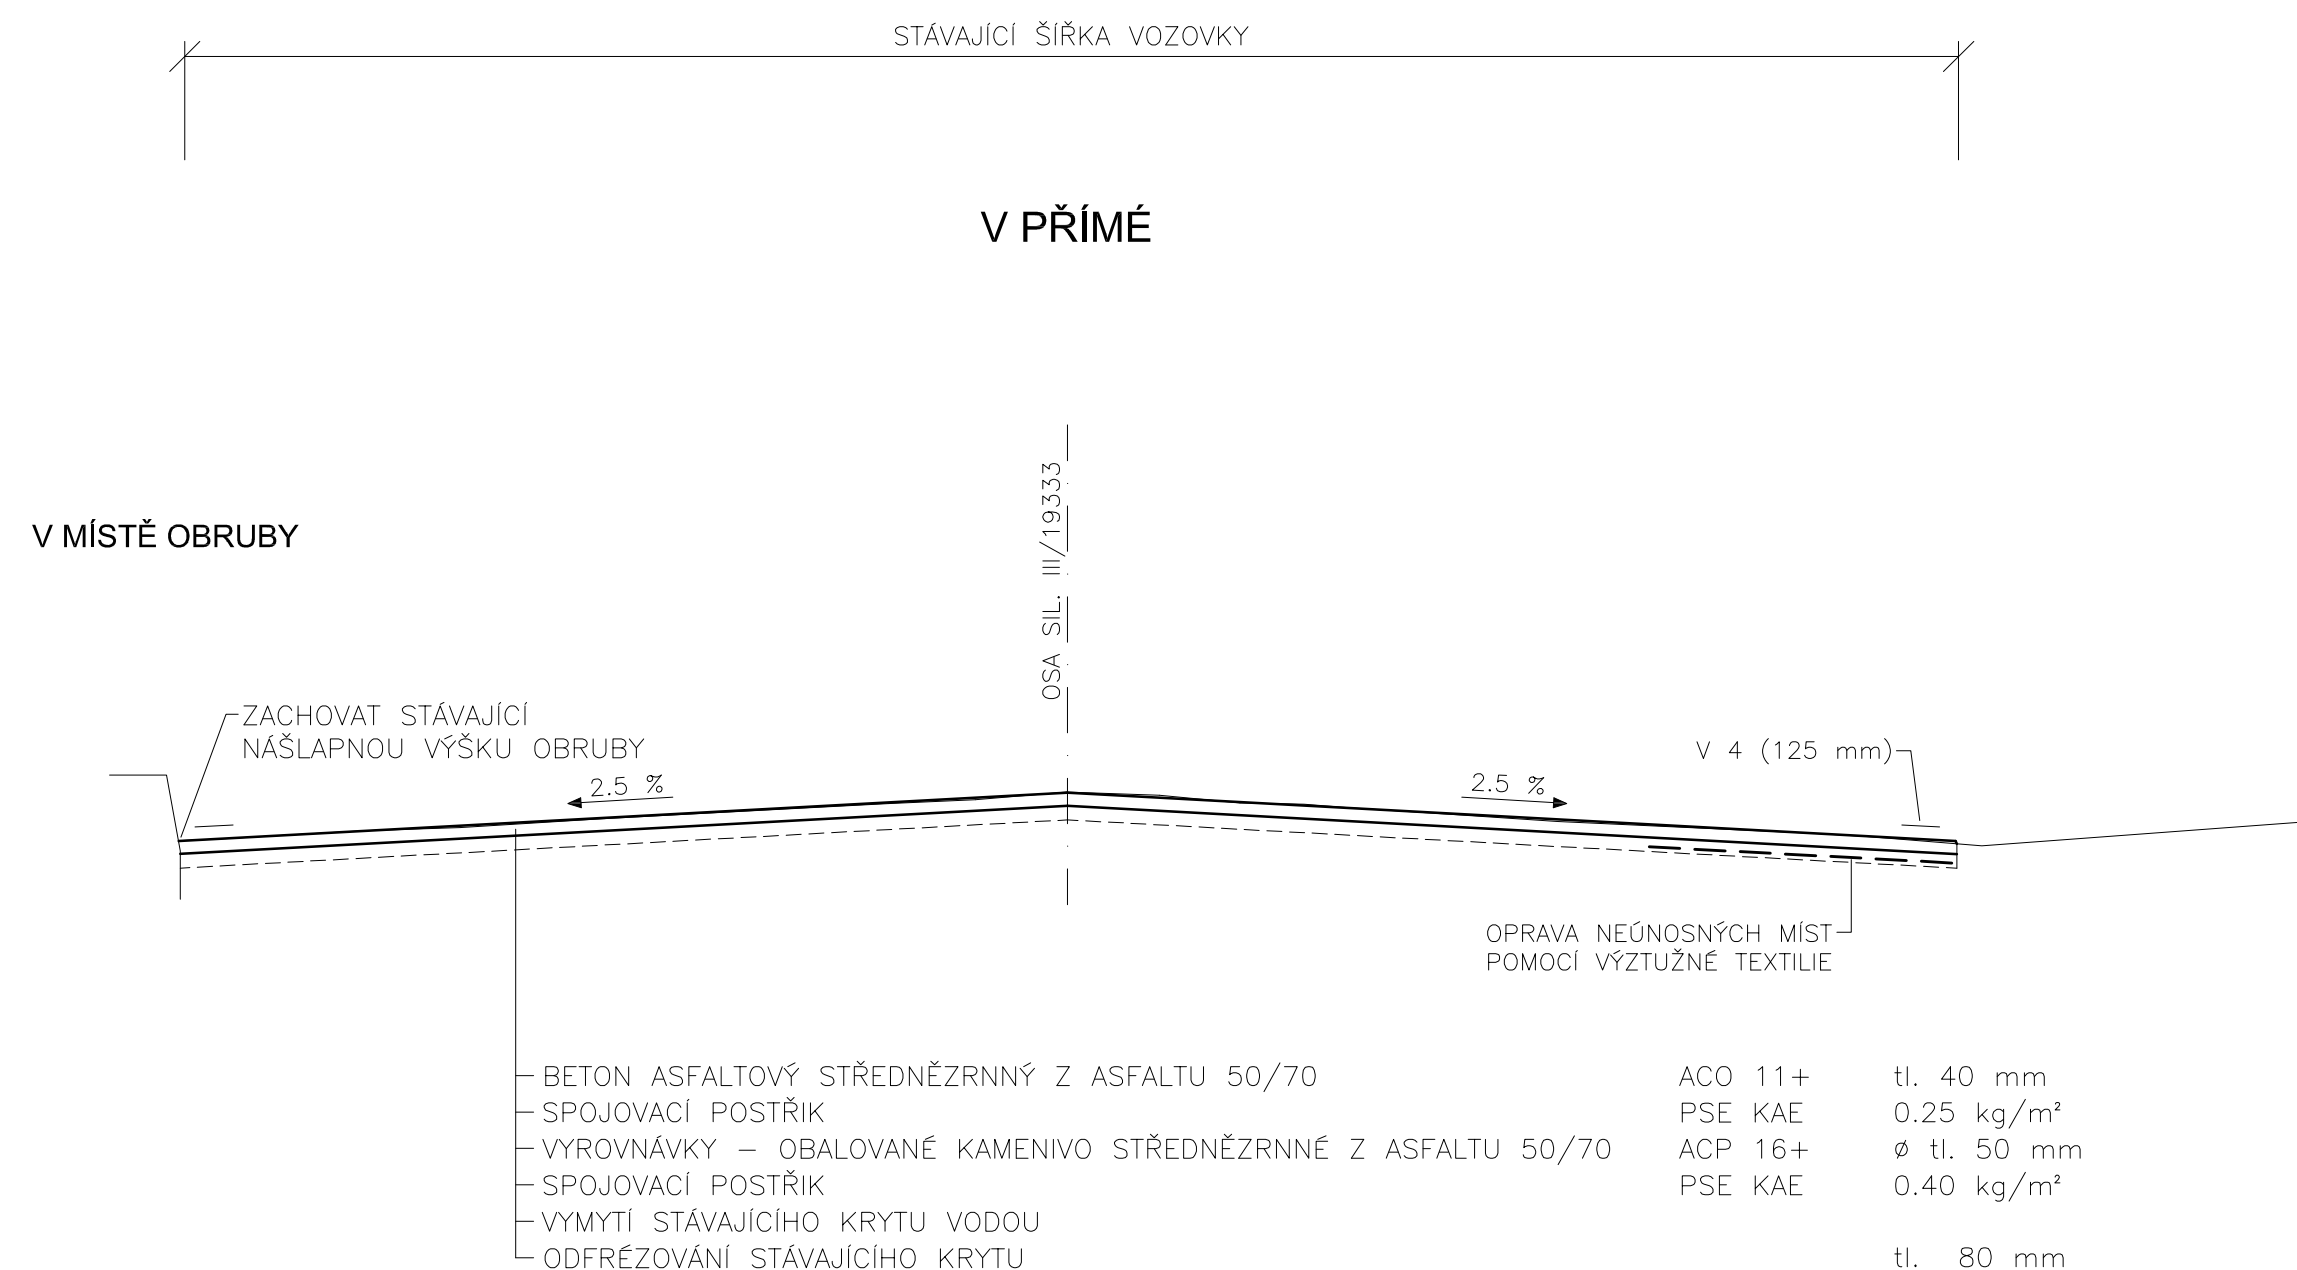 STÁVAJÍCÍ ŠÍŘKA VOZOVKY
V PŘÍMÉ
OSA SIL. III/19333
V MÍSTĚ OBRUBY
ZACHOVAT STÁVAJÍCÍ
NÁŠLAPNOU VÝŠKU OBRUBY
2.5 %
2.5 %
V 4 (125 mm)
OPRAVA NEÚNOSNÝCH MÍST
POMOCÍ VÝZTUŽNÉ TEXTILIE
BETON ASFALTOVÝ STŘEDNĚZRNNÝ Z ASFALTU 50/70 ACO 11+ tl. 40 mm
SPOJOVACÍ POSTŘIK PSE KAE 0.25 kg/m²
VYROVNÁVKY – OBALOVANÉ KAMENIVO STŘEDNĚZRNNÉ Z ASFALTU 50/70 ACP 16+ ø tl. 50 mm
SPOJOVACÍ POSTŘIK PSE KAE 0.40 kg/m²
VYMYTÍ STÁVAJÍCÍHO KRYTU VODOU
ODFRÉZOVÁNÍ STÁVAJÍCÍHO KRYTU tl. 80 mm